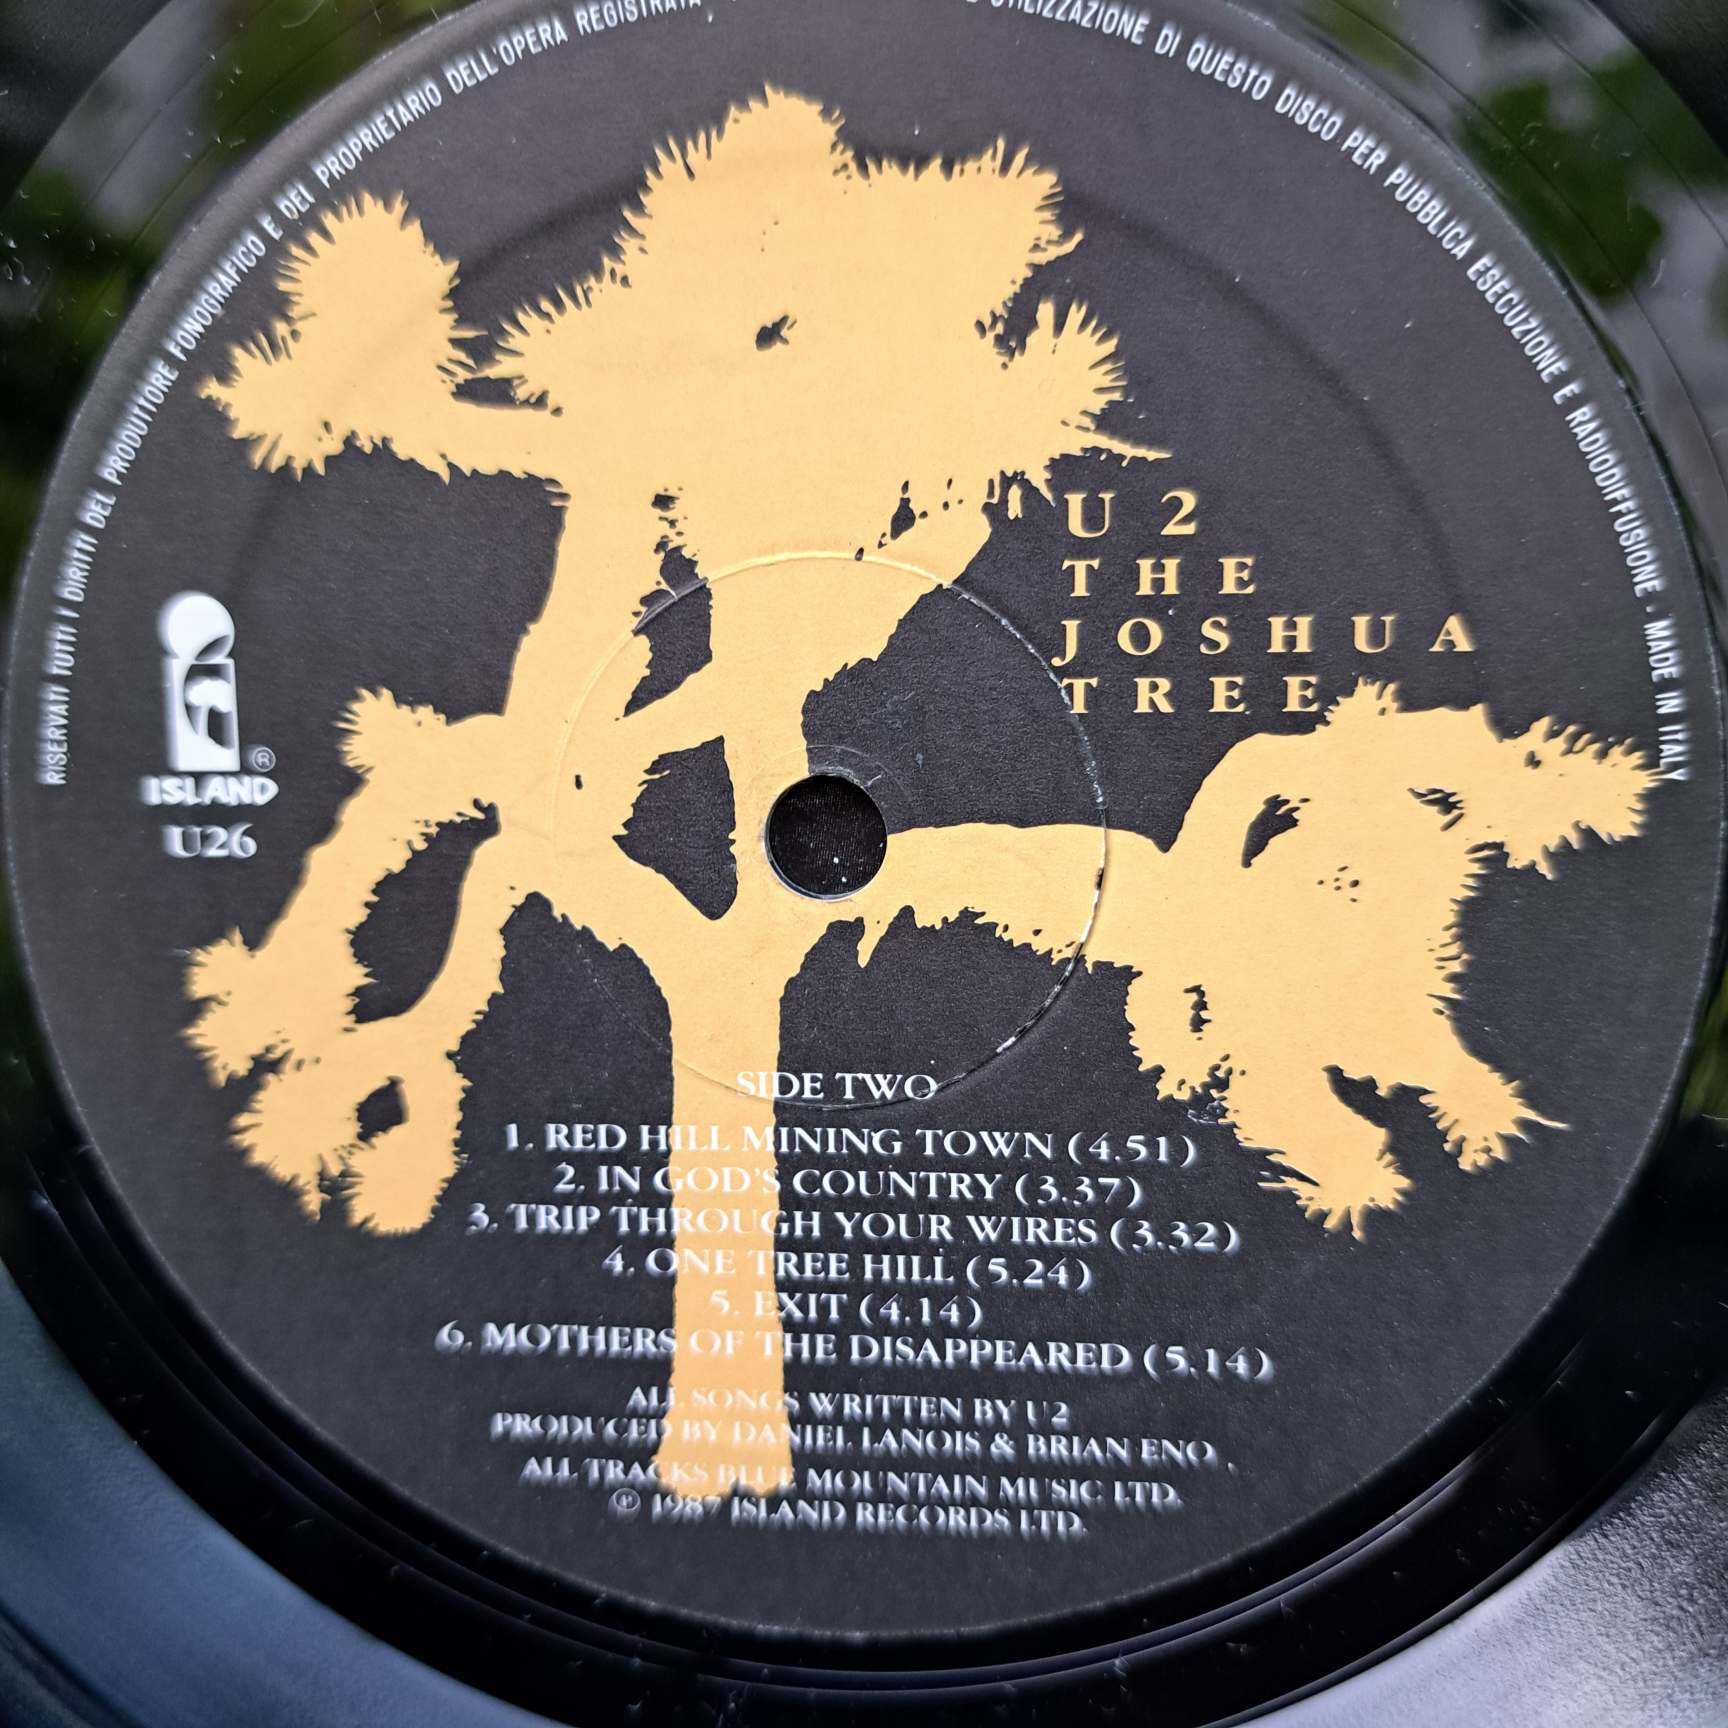 RISERVATI TUTTI I DIRITTI DEL PRODUTTORE FONOGRAFICO E DEI PROPRIETARIO DELL'OPERA REGISTRATA,
UTILIZZAZIONE DI QUESTO DISCO PER PUBBLICA ESECUZIONE E RADIODIFFUSIONE · MADE IN ITALY
U 2
THE
JOSHUA
TREE
®
ISLAND
U26
SIDE TWO
1. RED HILL MINING TOWN (4.51)
2. IN GOD'S COUNTRY (3.37)
3. TRIP THROUGH YOUR WIRES (3.32)
4. ONE TREE HILL (5.24)
5. EXIT (4.14)
6. MOTHERS OF THE DISAPPEARED (5.14)
ALL SONGS WRITTEN BY U2
PRODUCED BY DANIEL LANOIS & BRIAN ENO.
ALL TRACKS BLUE MOUNTAIN MUSIC LTD.
℗ 1987 ISLAND RECORDS LTD.